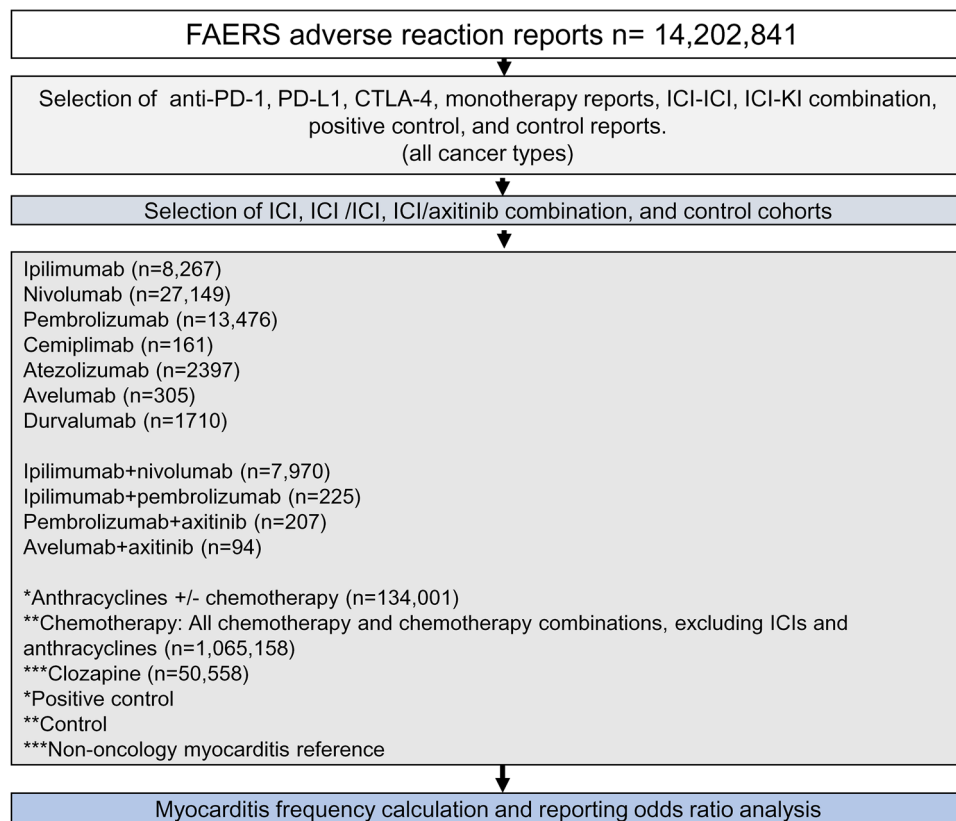 FAERS adverse reaction reports n= 14,202,841
Selection of anti-PD-1, PD-L1, CTLA-4, monotherapy reports, ICI-ICI, ICI-KI combination,
positive control, and control reports.
(all cancer types)
Selection of ICI, ICI /ICI, ICI/axitinib combination, and control cohorts
Ipilimumab (n=8,267)
Nivolumab (n=27,149)
Pembrolizumab (n=13,476)
Cemiplimab (n=161)
Atezolizumab (n=2397)
Avelumab (n=305)
Durvalumab (n=1710)
Ipilimumab+nivolumab (n=7,970)
Ipilimumab+pembrolizumab (n=225)
Pembrolizumab+axitinib (n=207)
Avelumab+axitinib (n=94)
*Anthracyclines +/- chemotherapy (n=134,001)
**Chemotherapy: All chemotherapy and chemotherapy combinations, excluding ICIs and
anthracyclines (n=1,065,158)
***Clozapine (n=50,558)
*Positive control
**Control
***Non-oncology myocarditis reference
Myocarditis frequency calculation and reporting odds ratio analysis